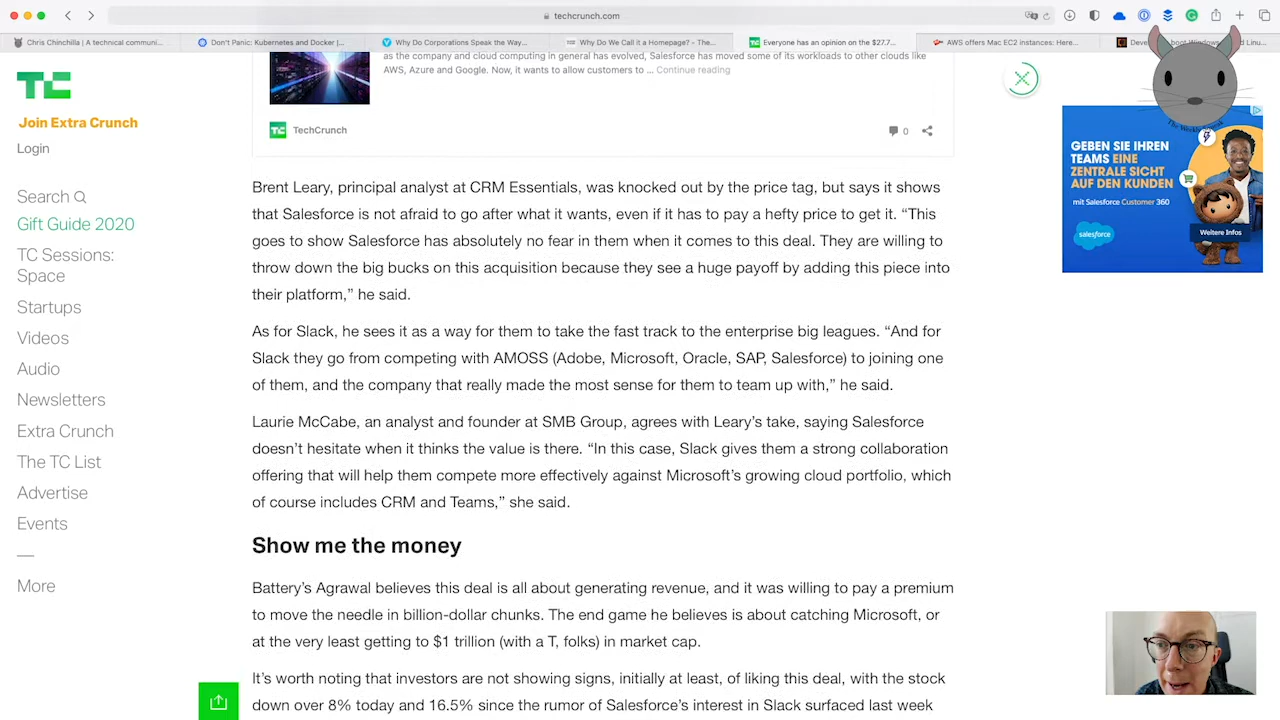 techcrunch.com
Chris Chinchilla | A technical communi...
Don't Panic: Kubernetes and Docker |...
Why Do Corporations Speak the Way...
Why Do We Call it a Homepage? – The...
Everyone has an opinion on the $27.7...
AWS offers Mac EC2 instances: Here...
TC
Join Extra Crunch
Login
Search
Gift Guide 2020
TC Sessions:
Space
Startups
Videos
Audio
Newsletters
Extra Crunch
The TC List
Advertise
Events
—
More
as the company and cloud computing in general has evolved, Salesforce has moved some of its workloads to other clouds like
AWS, Azure and Google. Now, it wants to allow customers to ... Continue reading
TC TechCrunch
0
Brent Leary, principal analyst at CRM Essentials, was knocked out by the price tag, but says it shows
that Salesforce is not afraid to go after what it wants, even if it has to pay a hefty price to get it. “This
goes to show Salesforce has absolutely no fear in them when it comes to this deal. They are willing to
throw down the big bucks on this acquisition because they see a huge payoff by adding this piece into
their platform,” he said.
As for Slack, he sees it as a way for them to take the fast track to the enterprise big leagues. “And for
Slack they go from competing with AMOSS (Adobe, Microsoft, Oracle, SAP, Salesforce) to joining one
of them, and the company that really made the most sense for them to team up with,” he said.
Laurie McCabe, an analyst and founder at SMB Group, agrees with Leary’s take, saying Salesforce
doesn’t hesitate when it thinks the value is there. “In this case, Slack gives them a strong collaboration
offering that will help them compete more effectively against Microsoft’s growing cloud portfolio, which
of course includes CRM and Teams,” she said.
Show me the money
Battery’s Agrawal believes this deal is all about generating revenue, and it was willing to pay a premium
to move the needle in billion-dollar chunks. The end game he believes is about catching Microsoft, or
at the very least getting to $1 trillion (with a T, folks) in market cap.
It’s worth noting that investors are not showing signs, initially at least, of liking this deal, with the stock
down over 8% today and 16.5% since the rumor of Salesforce’s interest in Slack surfaced last week
GEBEN SIE IHREN
TEAMS EINE
ZENTRALE SICHT
AUF DEN KUNDEN
mit Salesforce Customer 360
salesforce
Weitere Infos